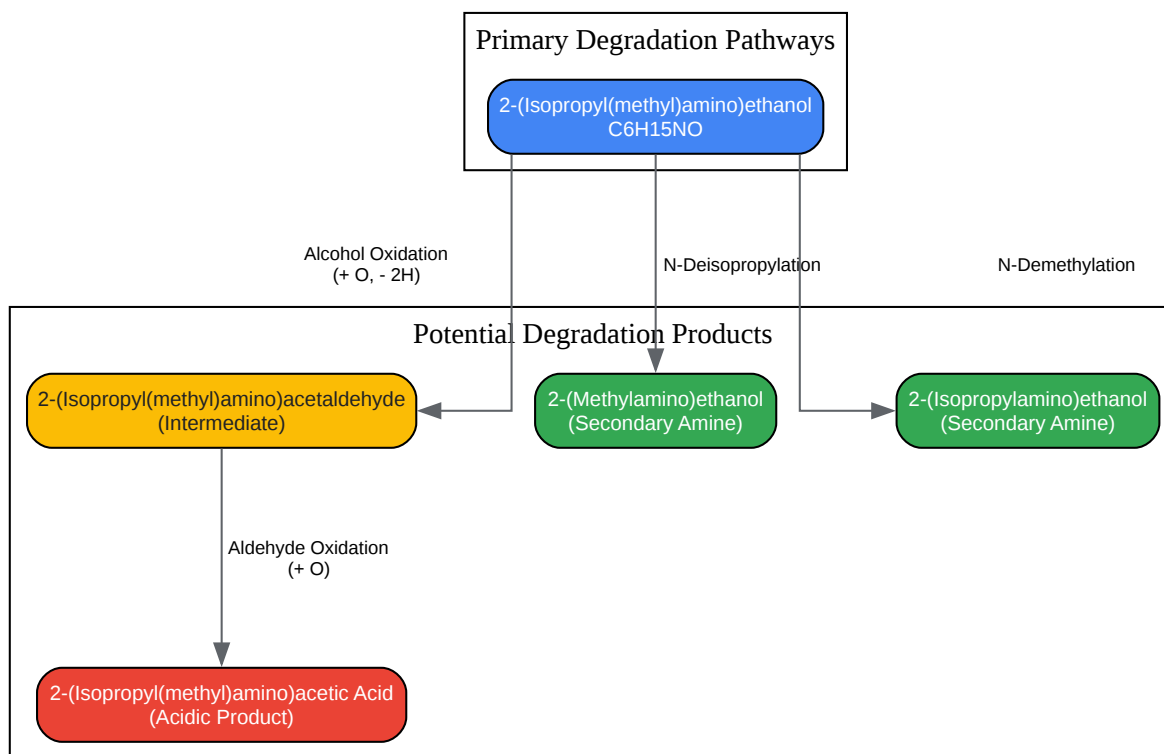 Primary Degradation Pathways
2-(Isopropyl(methyl)amino)ethanol
C6H15NO
Alcohol Oxidation
(+ O, - 2H)
N-Deisopropylation
N-Demethylation
Potential Degradation Products
2-(Isopropyl(methyl)amino)acetaldehyde
(Intermediate)
2-(Methylamino)ethanol
(Secondary Amine)
2-(Isopropylamino)ethanol
(Secondary Amine)
Aldehyde Oxidation
(+ O)
2-(Isopropyl(methyl)amino)acetic Acid
(Acidic Product)